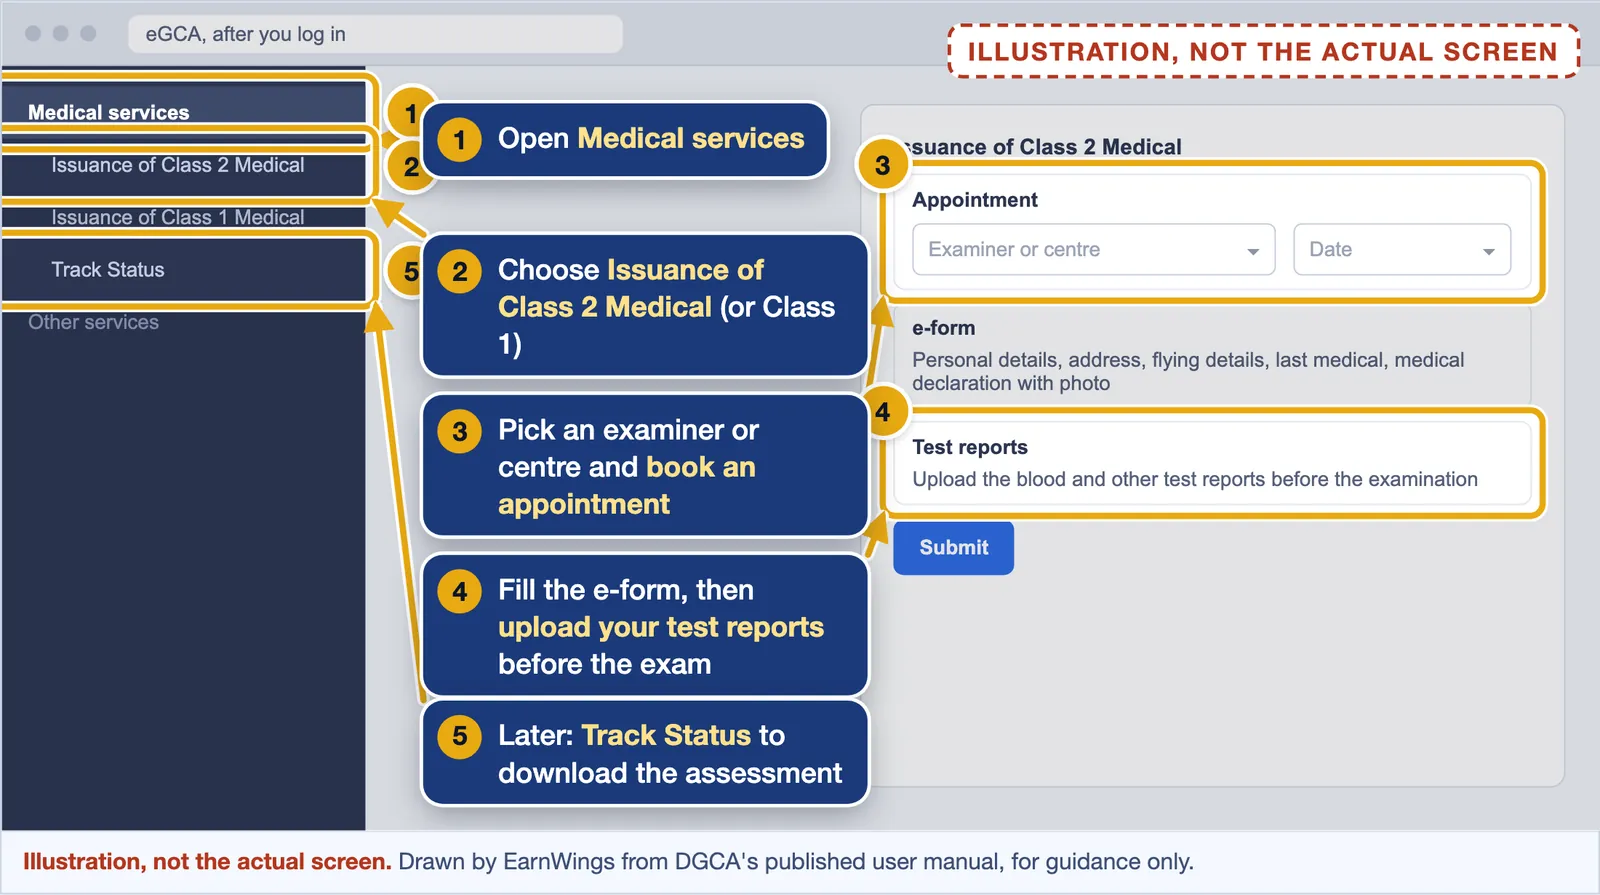 eGCA, after you log in
ILLUSTRATION, NOT THE ACTUAL SCREEN
Medical services
Issuance of Class 2 Medical
Issuance of Class 1 Medical
Track Status
Other services
1
2
5
1 Open Medical services
2 Choose Issuance of
Class 2 Medical (or Class
1)
3 Pick an examiner or
centre and book an
appointment
4 Fill the e-form, then
upload your test reports
before the exam
5 Later: Track Status to
download the assessment
3
ssuance of Class 2 Medical
Appointment
Examiner or centre
Date
e-form
Personal details, address, flying details, last medical, medical
declaration with photo
4
Test reports
Upload the blood and other test reports before the examination
Submit
Illustration, not the actual screen. Drawn by EarnWings from DGCA's published user manual, for guidance only.